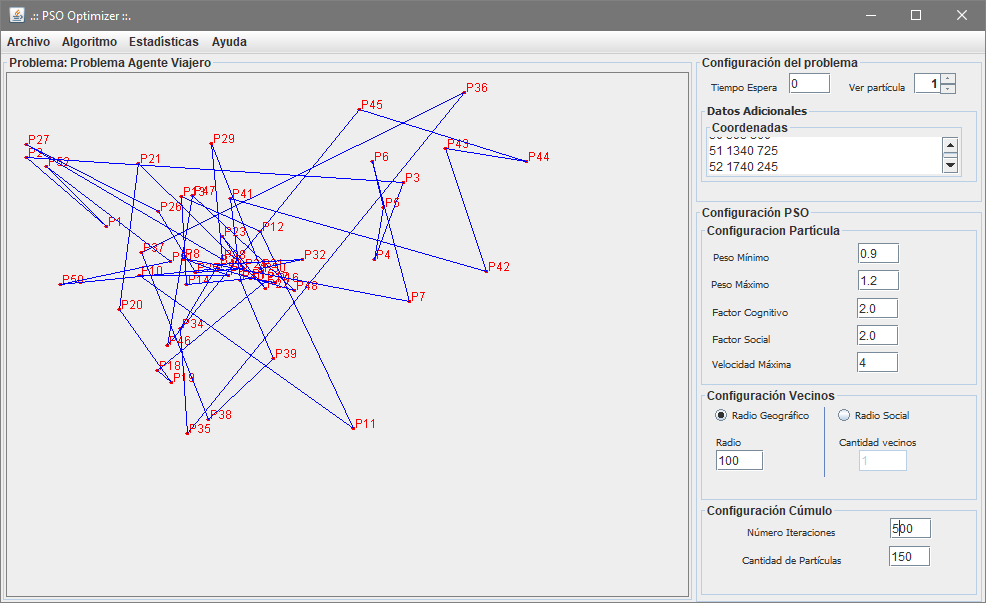 .:: PSO Optimizer ::.
Archivo Algoritmo Estadísticas Ayuda
Problema: Problema Agente Viajero
P36
P45
P27
P29
P43
P2
P52
P21
P6
P44
P3
P47
P41
P5
P26
P1
P12
P23
P37
P8
P32
P4
P42
P10
P50
P14
P48
P7
P20
P34
P46
P39
P18
P19
P38
P35
P11
Configuración del problema
Tiempo Espera 0 Ver partícula 1
Datos Adicionales
Coordenadas
51 1340 725
52 1740 245
Configuración PSO
Configuracion Partícula
Peso Mínimo 0.9
Peso Máximo 1.2
Factor Cognitivo 2.0
Factor Social 2.0
Velocidad Máxima 4
Configuración Vecinos
Radio Geográfico Radio Social
Radio Cantidad vecinos
100 1
Configuración Cúmulo
Número Iteraciones 500
Cantidad de Partículas 150